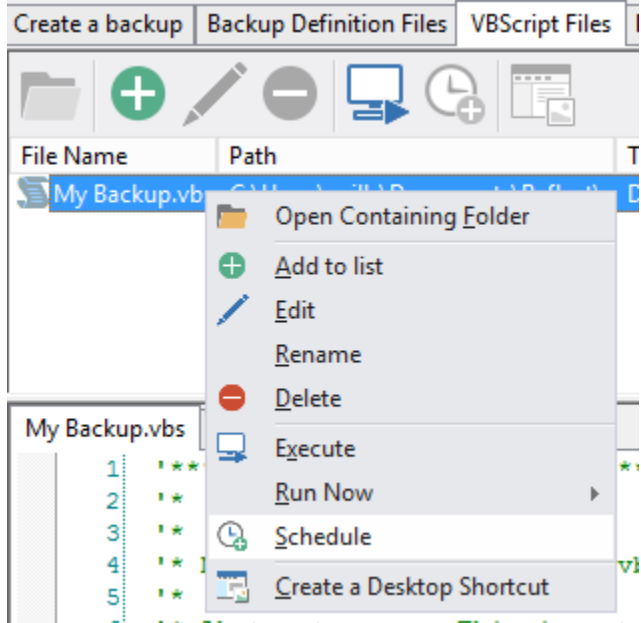 Create a backup Backup Definition Files VBScript Files
File Name Path
My Backup.vb
Open Containing Folder
Add to list
Edit
Rename
Delete
Execute
Run Now
Schedule
Create a Desktop Shortcut
My Backup.vbs
1 '**
2 '*
3 '*
4 '*
5 '*